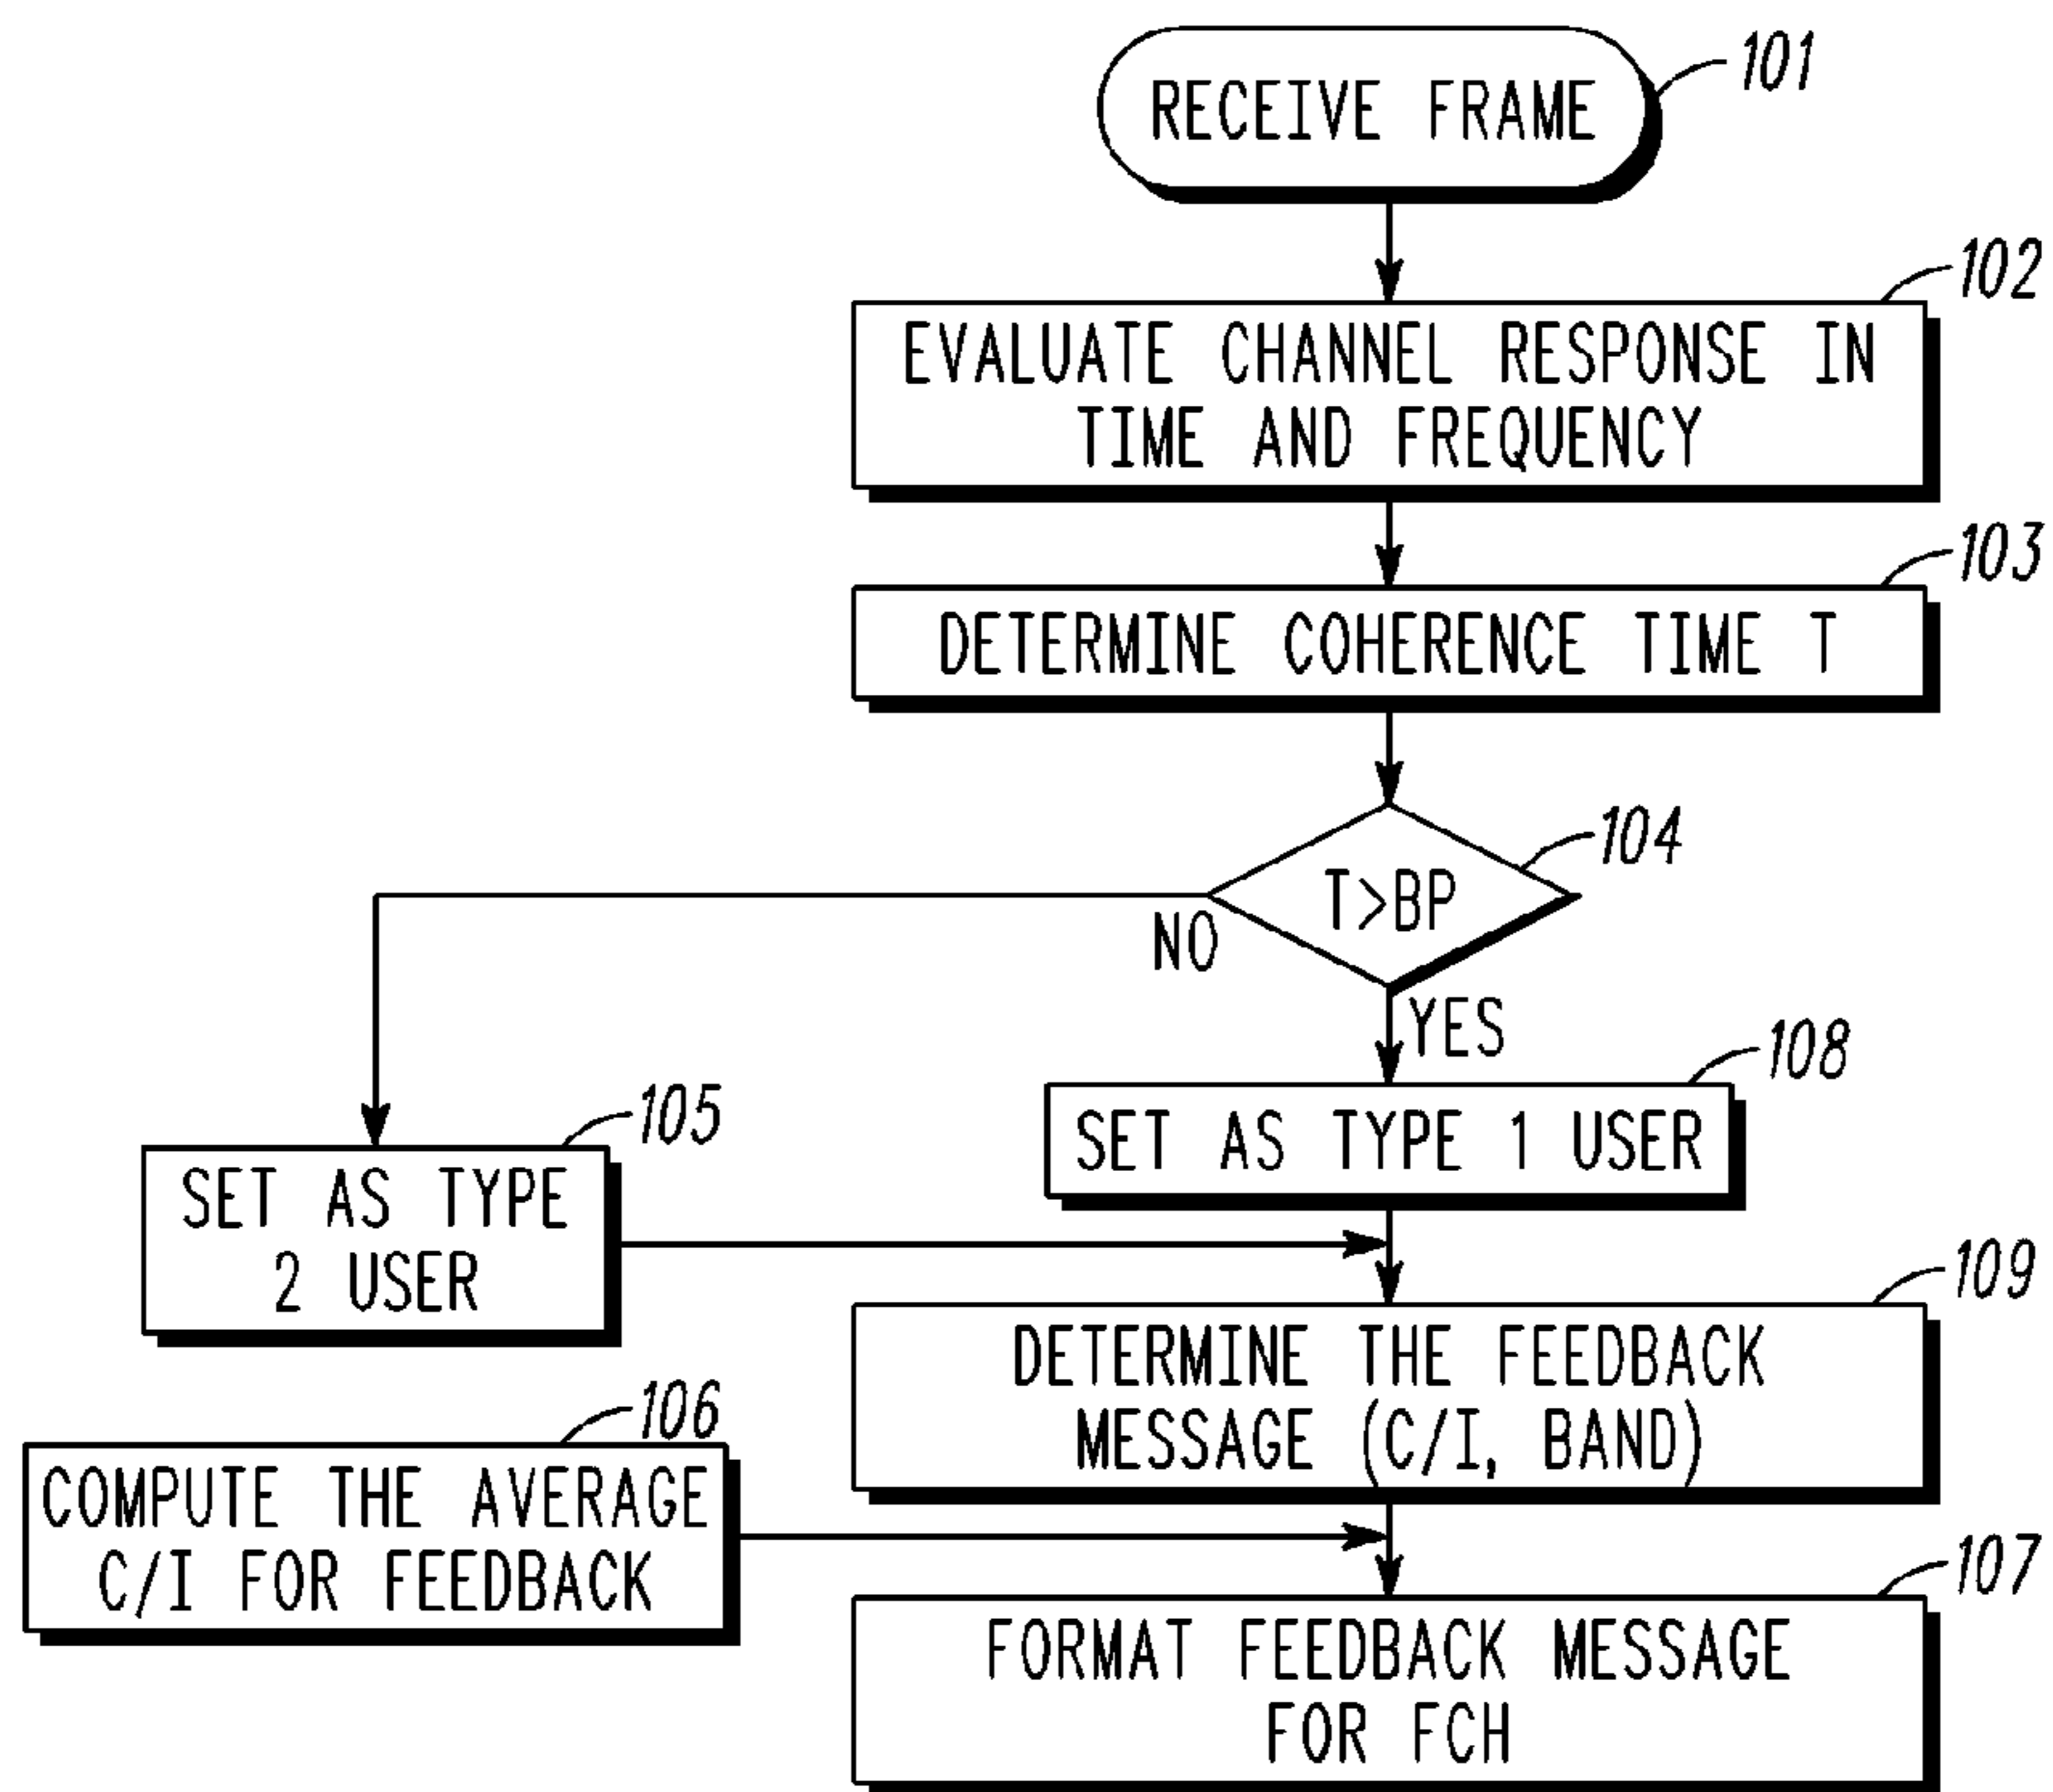 RECEIVE FRAME
101
EVALUATE CHANNEL RESPONSE IN
TIME AND FREQUENCY
102
DETERMINE COHERENCE TIME T
103
T>BP
104
NO
YES
SET AS TYPE 1 USER
108
SET AS TYPE
2 USER
105
DETERMINE THE FEEDBACK
MESSAGE (C/I, BAND)
109
COMPUTE THE AVERAGE
C/I FOR FEEDBACK
106
FORMAT FEEDBACK MESSAGE
FOR FCH
107